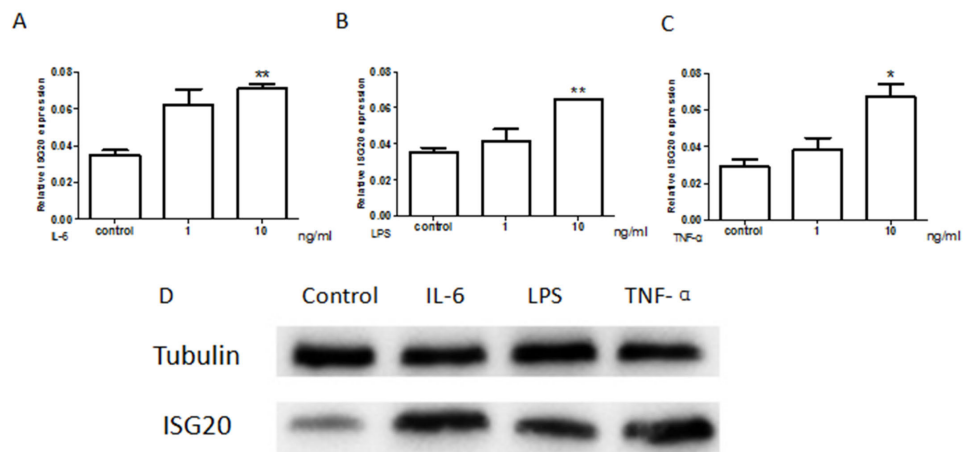 A
Relative ISG20 expression
0.08
0.06
0.04
0.02
0.00
**
IL-6
control
1
10
ng/ml
B
Relative ISG20 expression
0.08
0.06
0.04
0.02
0.00
**
LPS
control
1
10
ng/ml
C
Relative ISG20 expression
0.08
0.06
0.04
0.02
0.00
*
TNF-α
control
1
10
ng/ml
D
Control IL-6 LPS TNF-α
Tubulin
ISG20